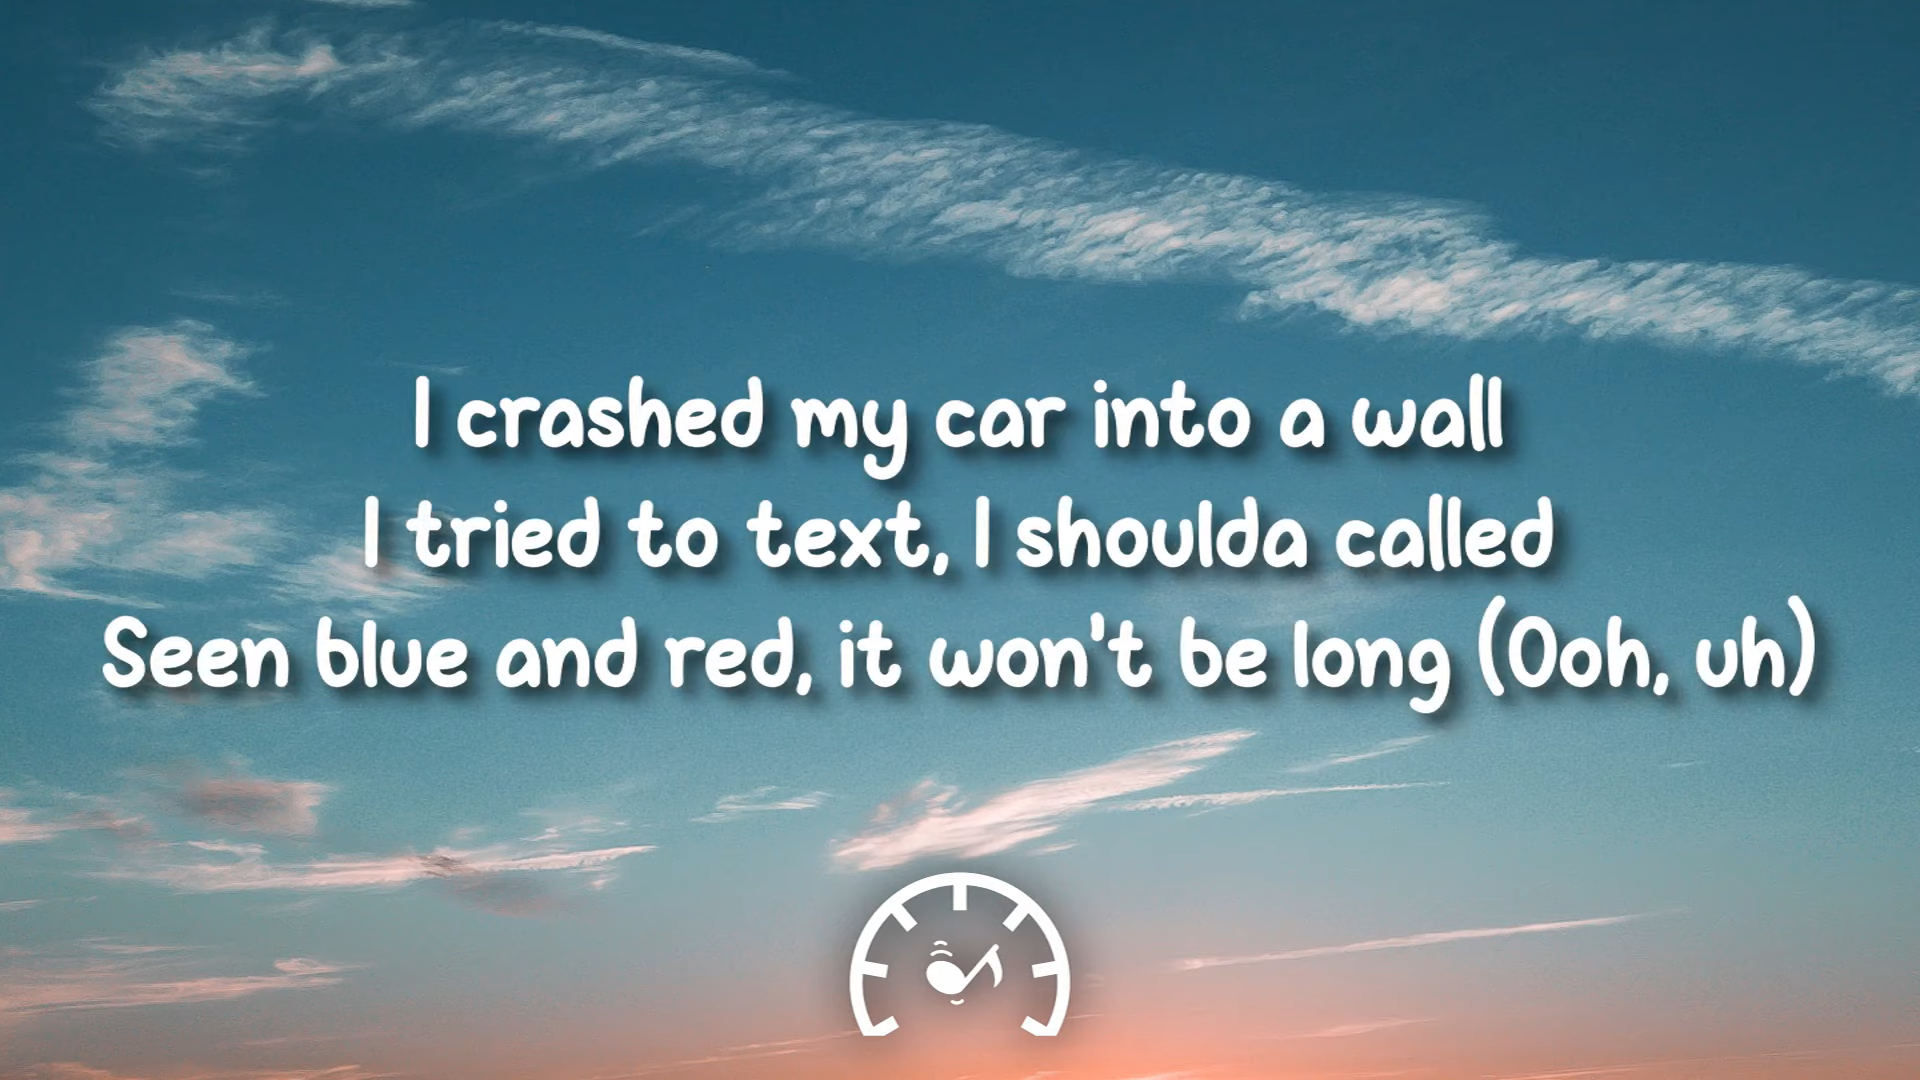 I crashed my car into a wall
I tried to text, I shoulda called
Seen blue and red, it won't be long (Ooh, uh)